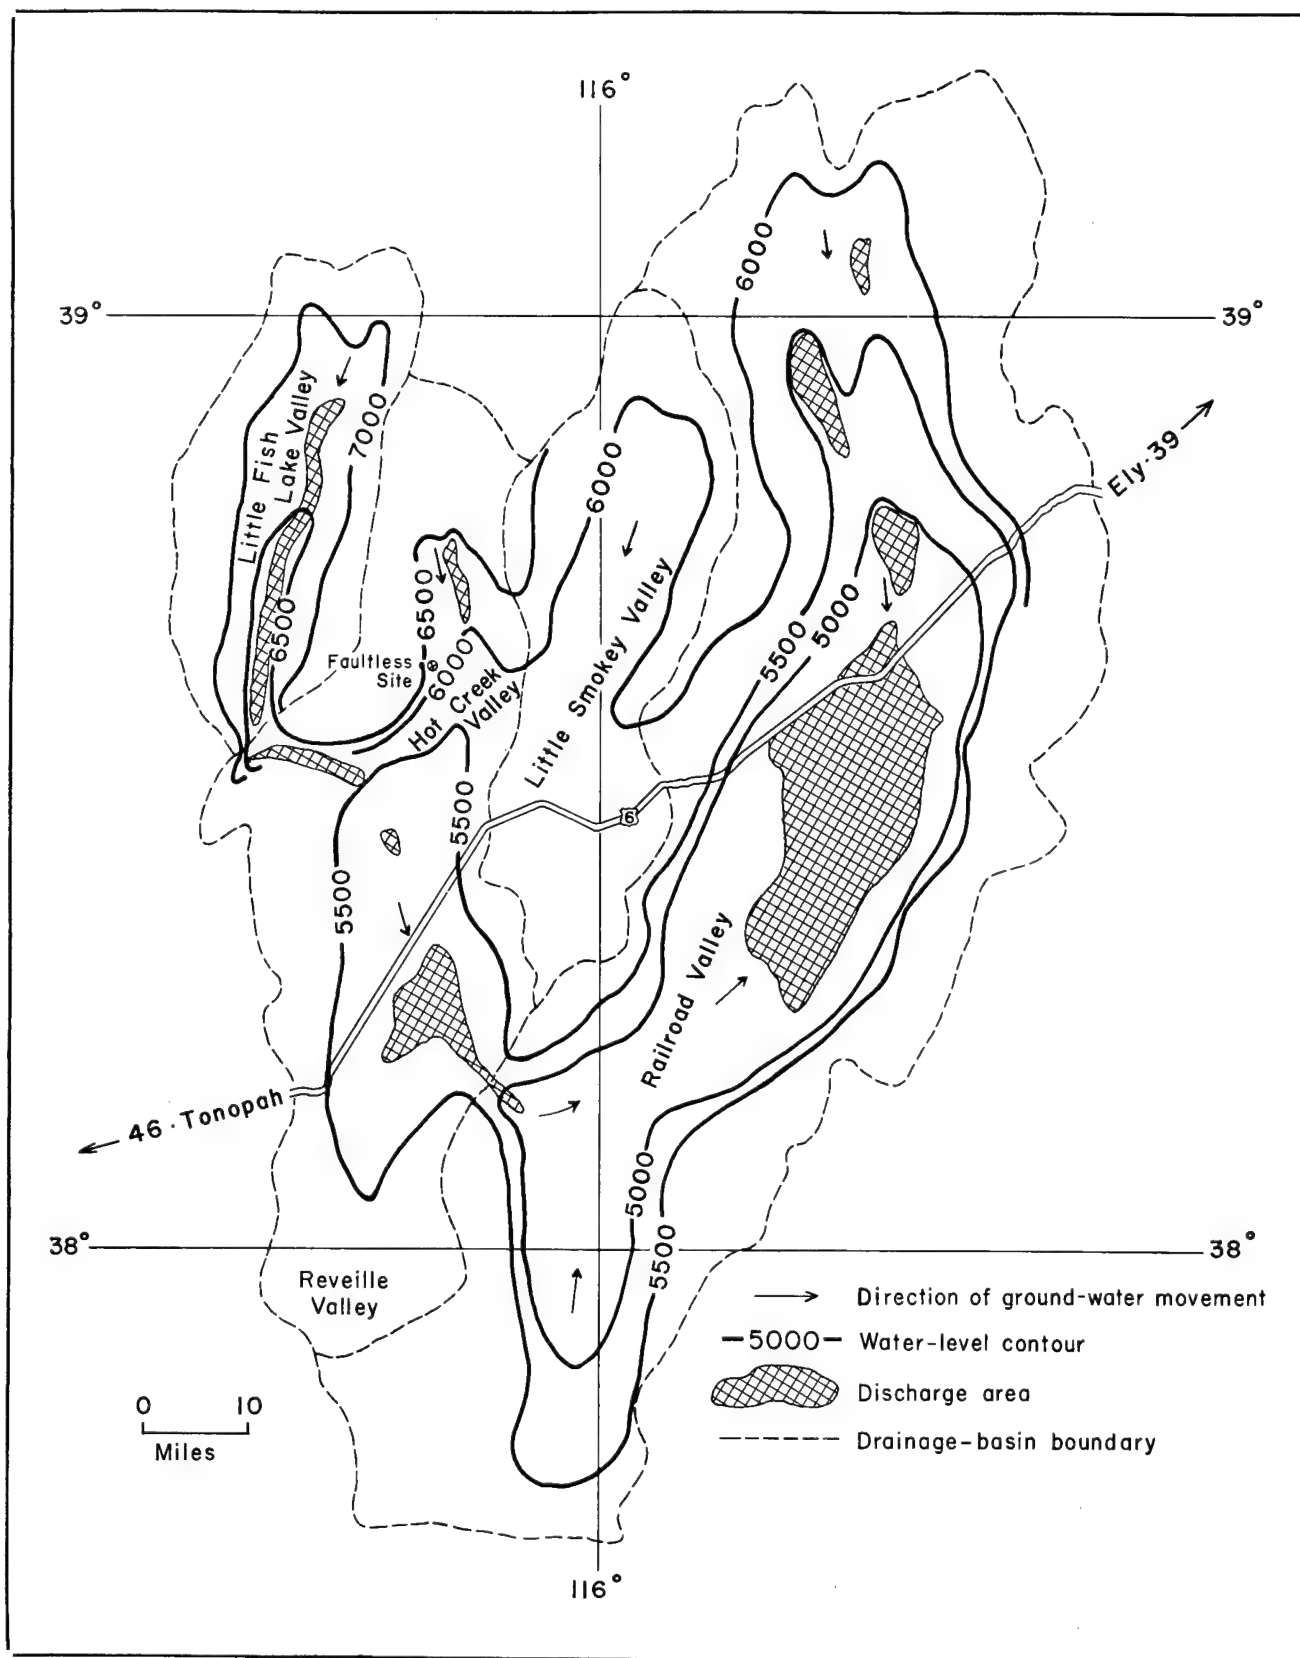 116°
39°
39°
6000
Little Fish
Lake Valley
7000
6000
Ely·39
6500
6500
Faultless
Site
6000
Hot Creek
Valley
Little Smokey Valley
5500
5000
5500
6
5500
Railroad Valley
46·Tonopah
5000
5500
38°
38°
Reveille
Valley
Direction of ground-water movement
5000
Water-level contour
Discharge area
Drainage-basin boundary
0 10
Miles
116°